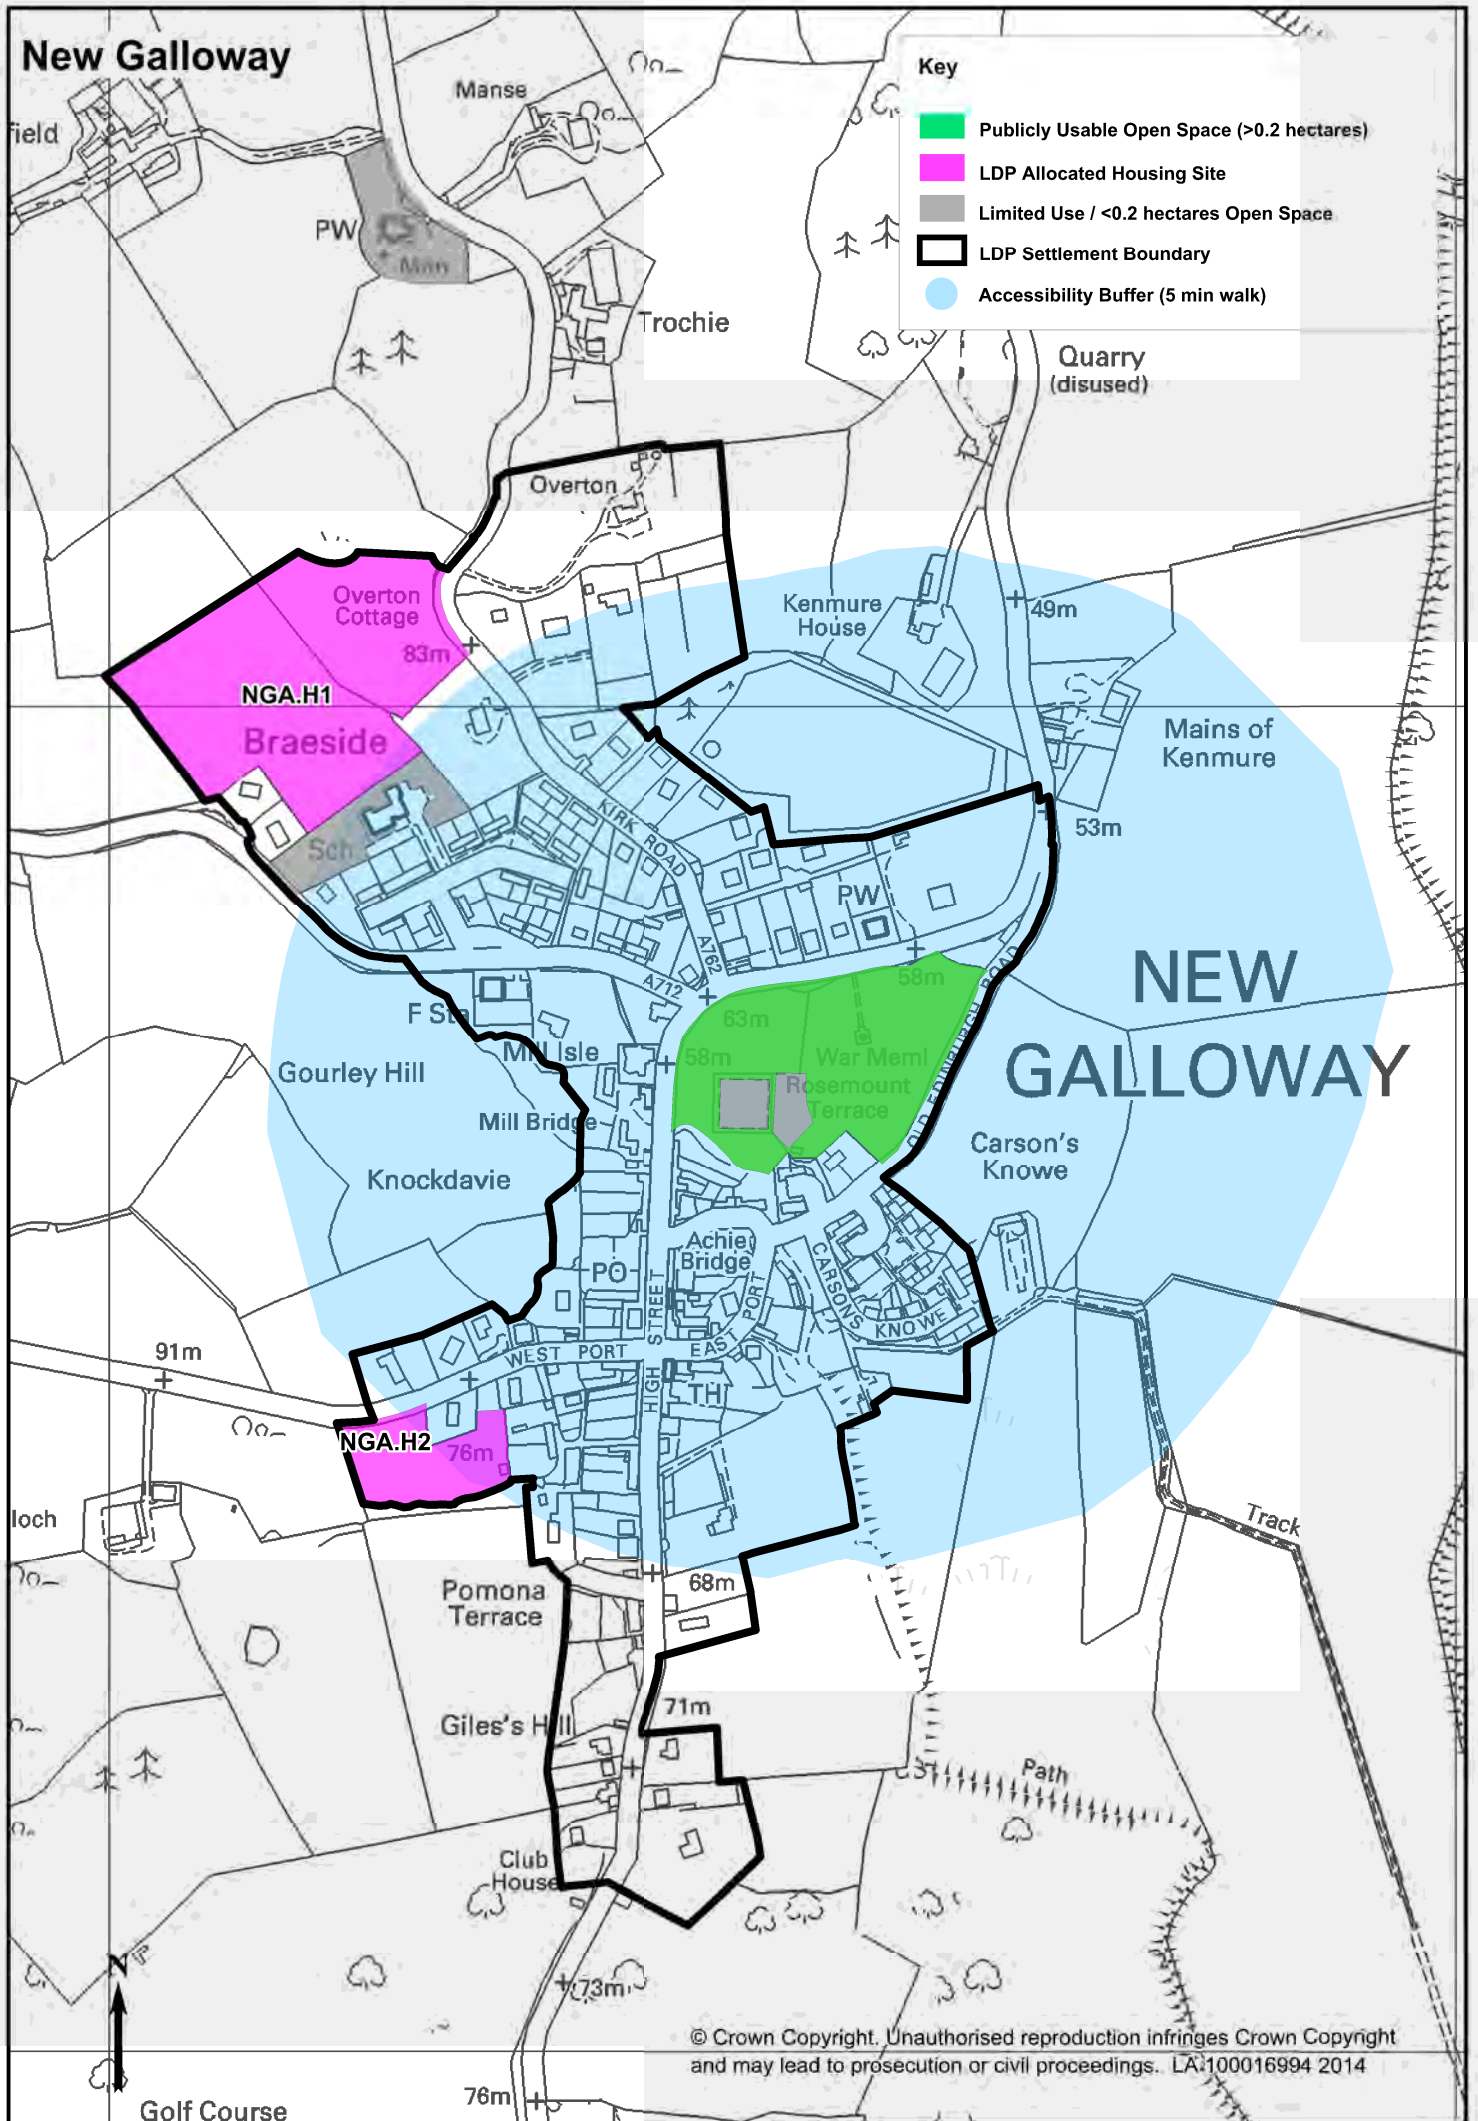 New Galloway
Key
Publicly Usable Open Space (>0.2 hectares)
LDP Allocated Housing Site
Limited Use / <0.2 hectares Open Space
LDP Settlement Boundary
Accessibility Buffer (5 min walk)
Manse
field
PW
Man
Trochie
Quarry
(disused)
Overton
Overton
Cottage
83m
Kenmure
House
49m
NGA.H1
Braeside
Mains of
Kenmure
KIRK ROAD
53m
Sch
PW
A762
A712
58m
NEW
GALLOWAY
F Sta
63m
Mill Isle
58m
War Meml
Gourley Hill
Rosemount
Terrace
OLD EDINBURGH ROAD
Mill Bridge
Carson's
Knowe
Knockdavie
Achie
Bridge
PO
CARSONS KNOWE
HIGH STREET
EAST PORT
WEST PORT
91m
TH
NGA.H2
76m
loch
Track
Pomona
Terrace
68m
71m
Giles's Hill
Path
Club
House
N
73m
© Crown Copyright. Unauthorised reproduction infringes Crown Copyright
and may lead to prosecution or civil proceedings. LA 100016994 2014
76m
Golf Course